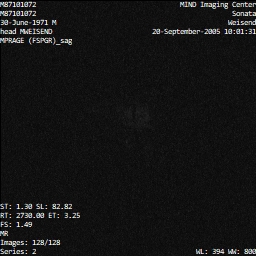 M87101072
MIND Imaging Center
M87101072
Sonata
30-June-1971 M
Weisend
head MWEISEND
20-September-2005 10:01:31
MPRAGE (FSPGR)_sag
ST: 1.30 SL: 82.82
RT: 2730.00 ET: 3.25
FS: 1.49
MR
Images: 128/128
Series: 2
WL: 394 WW: 800